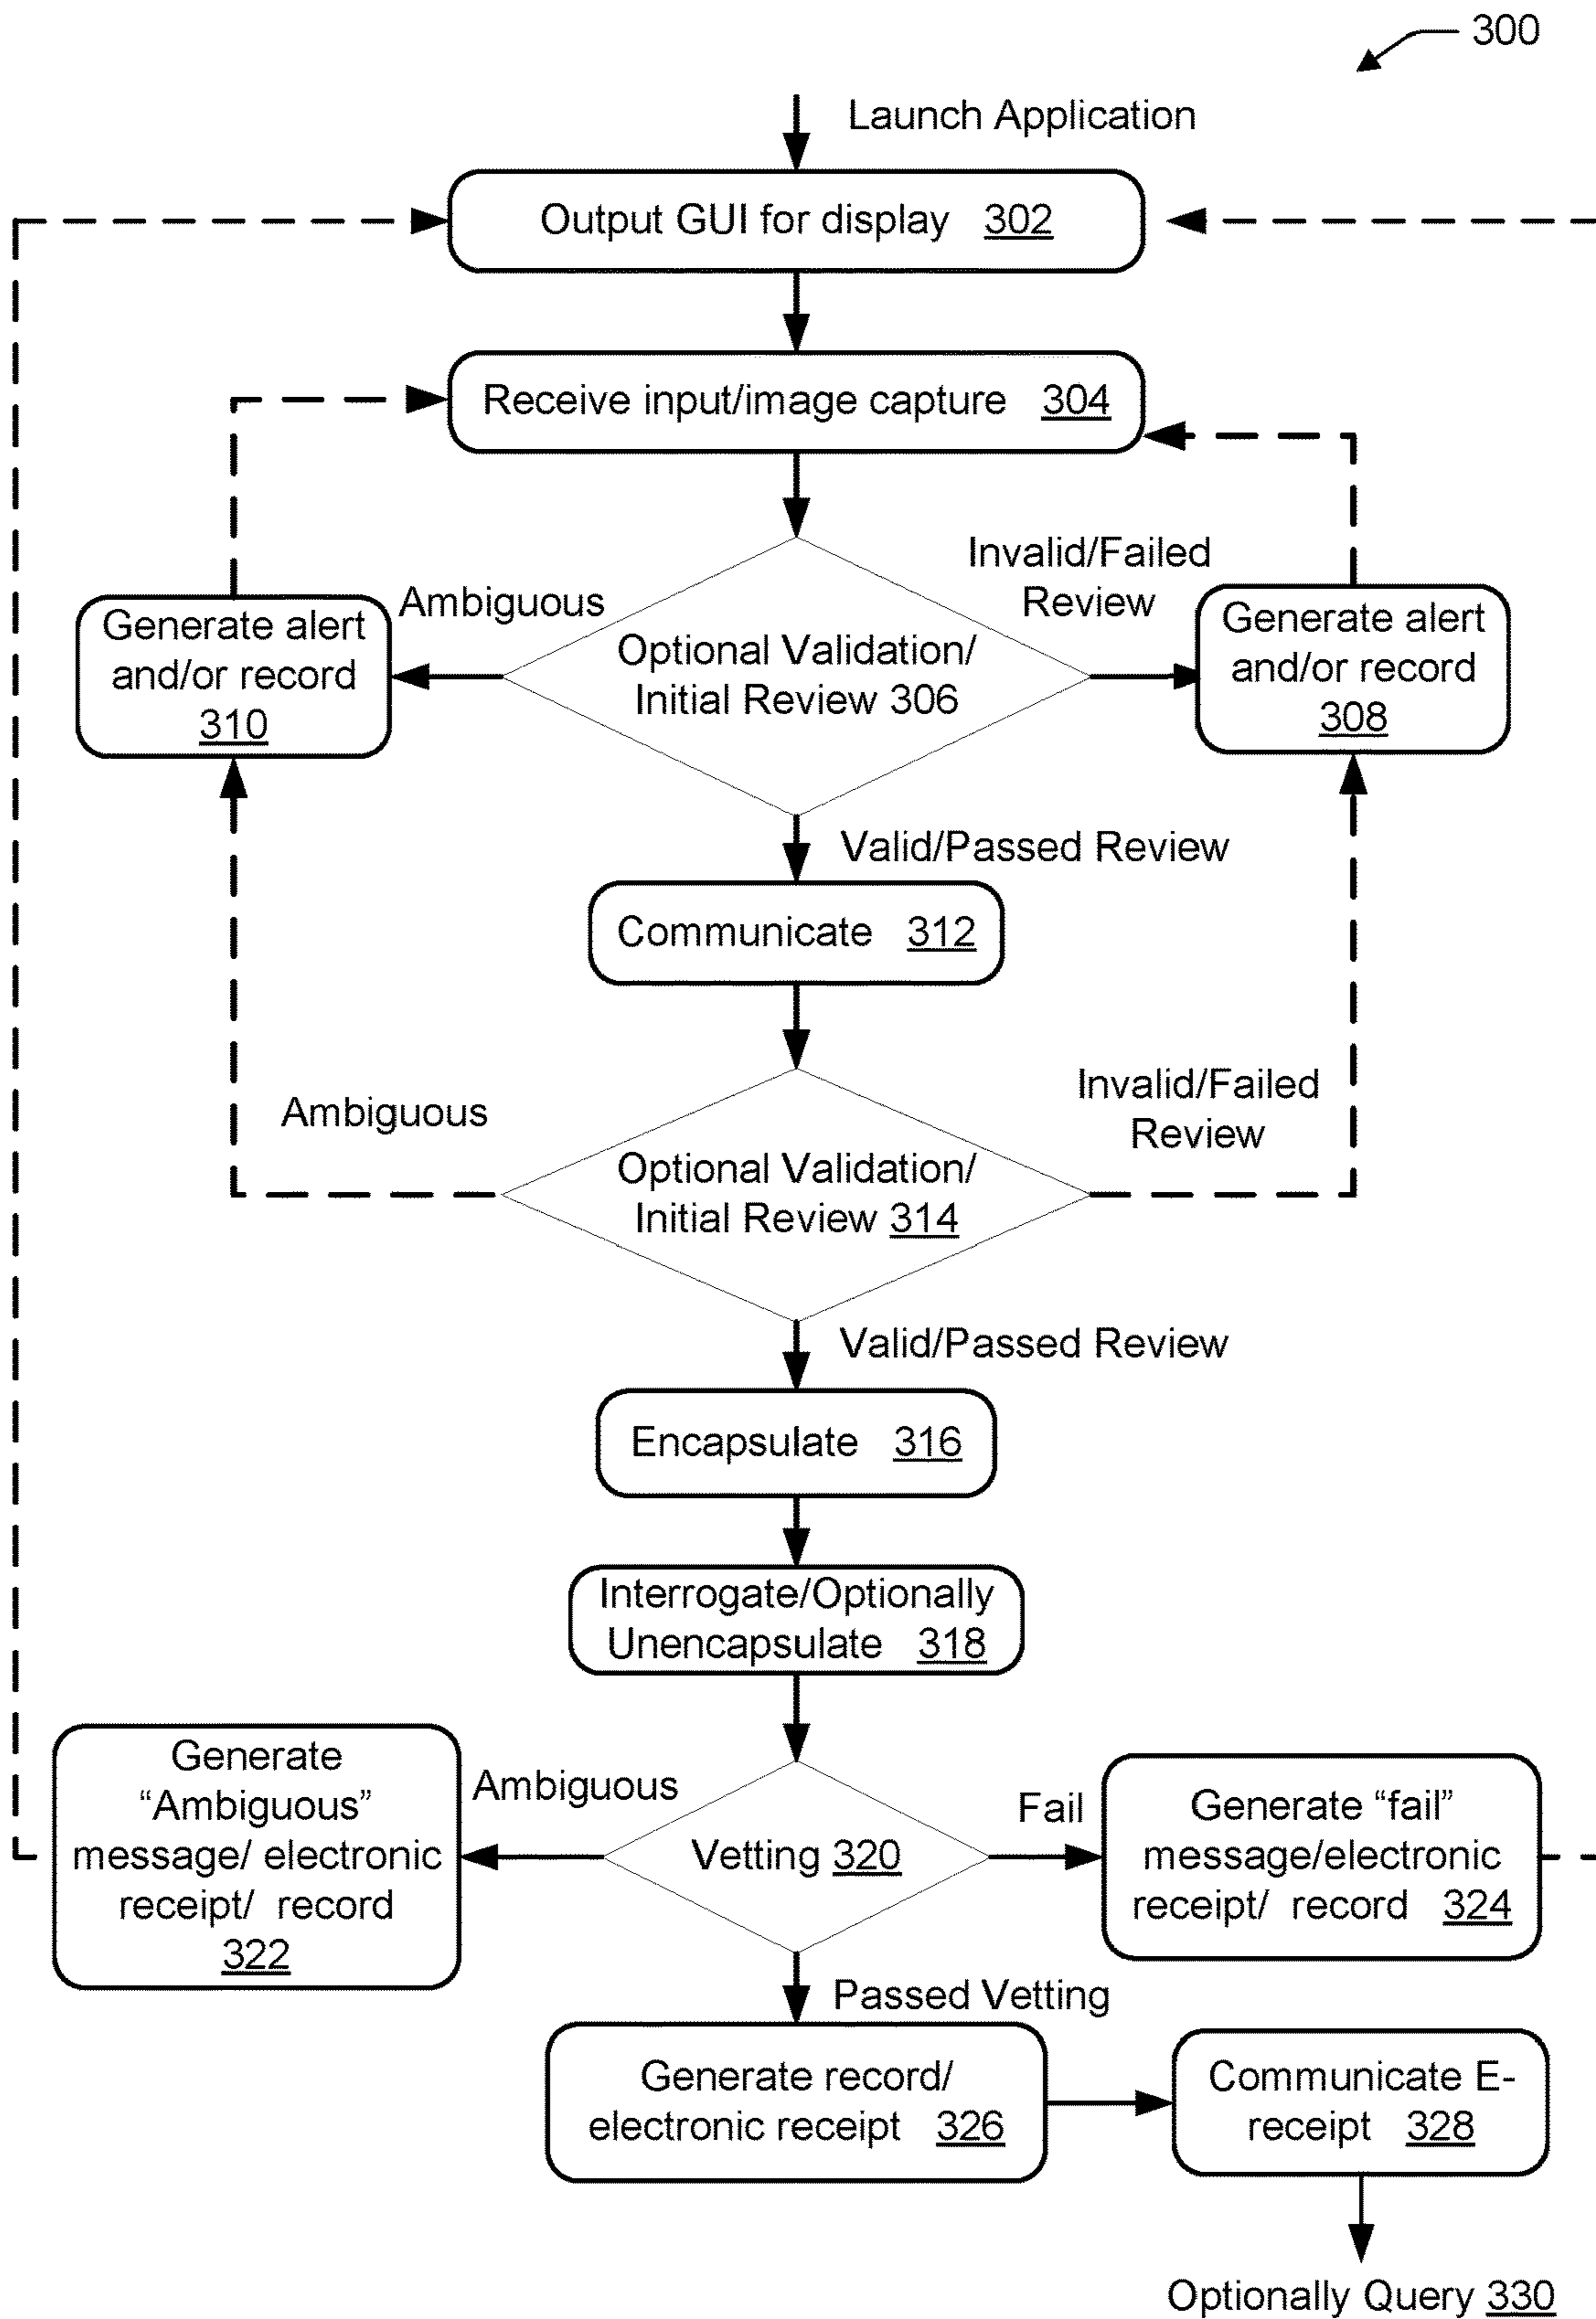 300
Launch Application
Output GUI for display 302
Receive input/image capture 304
Invalid/Failed
Review
Ambiguous
Generate alert
and/or record
310
Optional Validation/
Initial Review 306
Generate alert
and/or record
308
Valid/Passed Review
Communicate 312
Ambiguous
Invalid/Failed
Review
Optional Validation/
Initial Review 314
Valid/Passed Review
Encapsulate 316
Interrogate/Optionally
Unencapsulate 318
Generate
“Ambiguous”
message/ electronic
receipt/ record
322
Ambiguous
Vetting 320
Fail
Generate “fail”
message/electronic
receipt/ record 324
Passed Vetting
Generate record/
electronic receipt 326
Communicate E-
receipt 328
Optionally Query 330